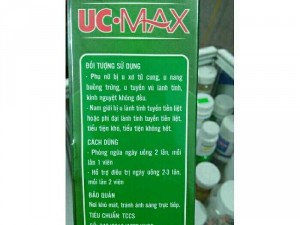 UC•MAX
ĐỐI TƯỢNG SỬ DỤNG
- Phụ nữ bị u xơ tử cung, u nang
buồng trứng, u tuyến vú lành tính,
kinh nguyệt không đều.
- Nam giới bị u lành tính tuyến tiền liệt
hoặc phì đại lành tính tuyến tiền liệt,
tiểu tiện khó, tiểu tiện không hết.
CÁCH DÙNG
- Phòng ngừa ngày uống 2 lần, mỗi
lần 1 viên
- Hỗ trợ điều trị ngày uống 2-3 lần,
mỗi lần 2 viên
BẢO QUẢN
Nơi khô mát, tránh ánh sáng trực tiếp.
TIÊU CHUẨN TCCS